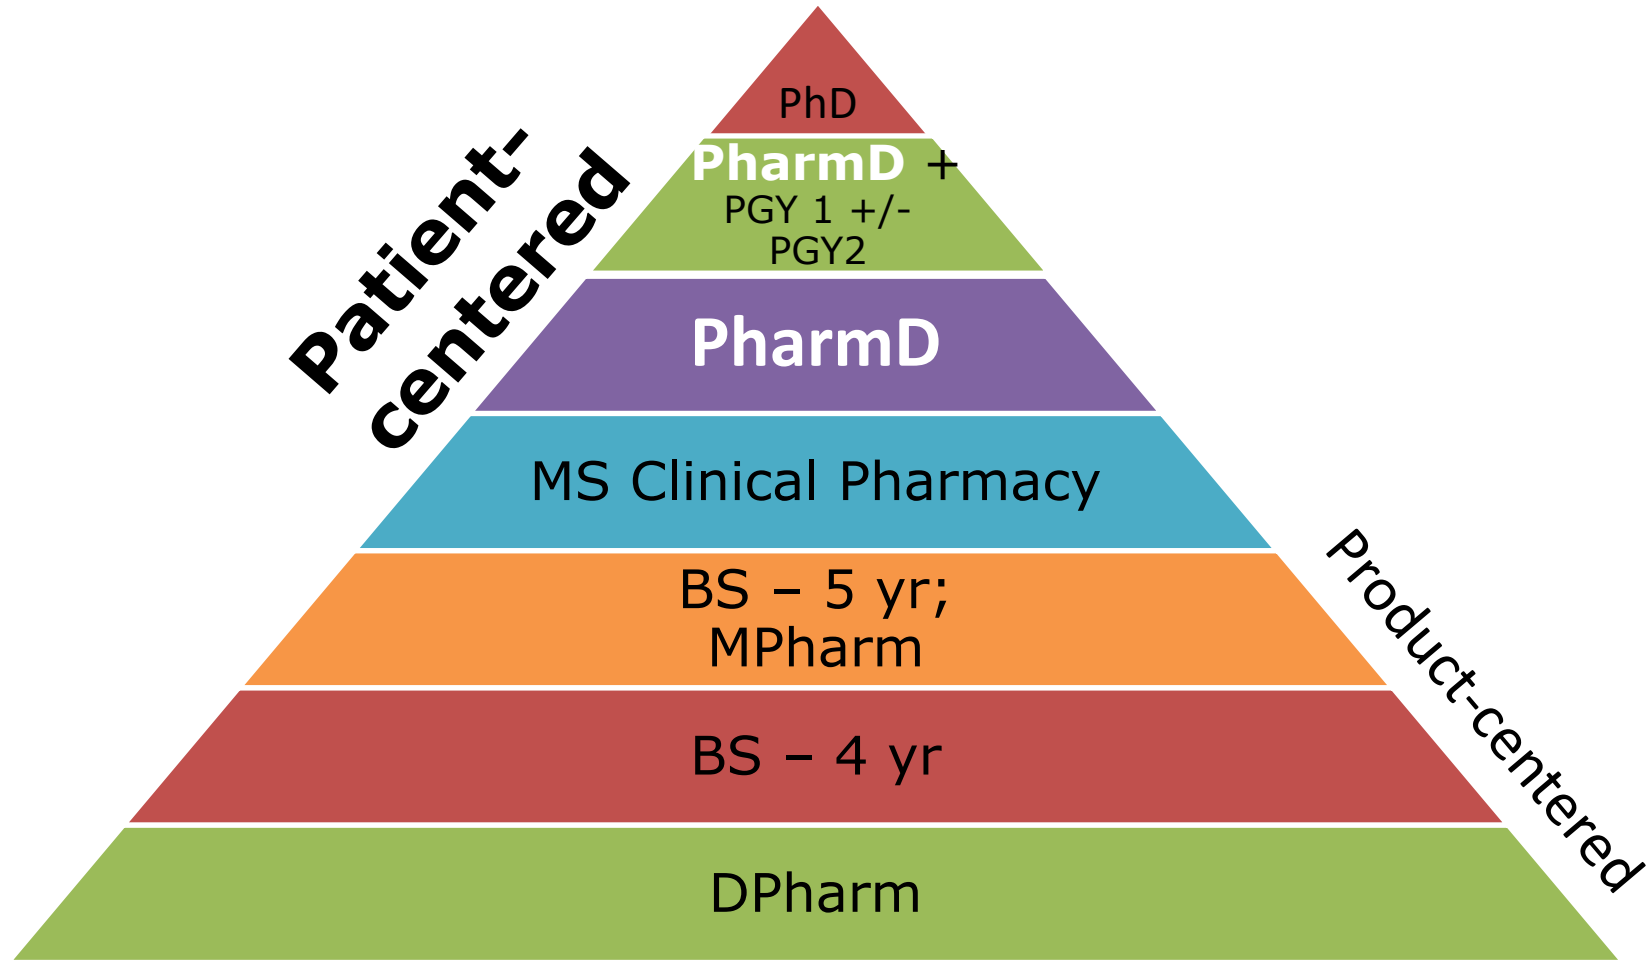 PhD
PharmD +
PGY 1 +/-
PGY2
PharmD
MS Clinical Pharmacy
BS – 5 yr;
MPharm
BS – 4 yr
DPharm
Patient-
centered
Product-centered